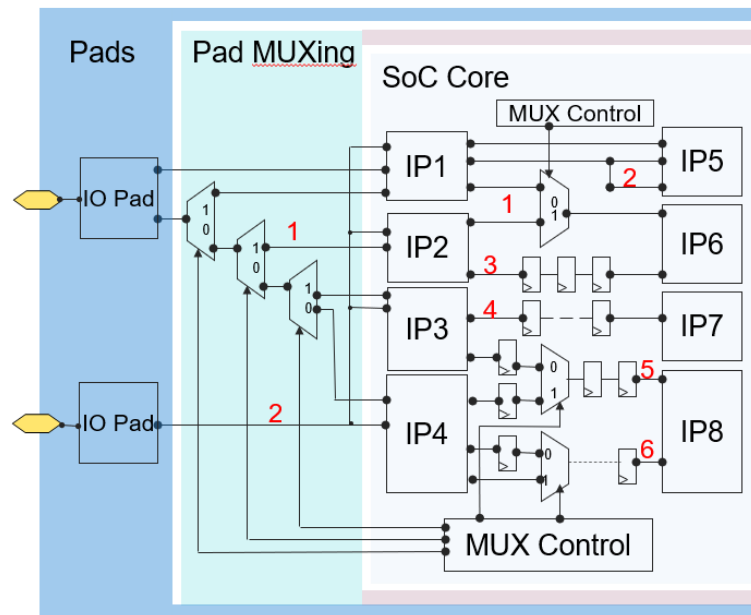 Pads
Pad MUXing
SoC Core
MUX Control
IO Pad
1
0
1
1
0
1
0
IP1
IP2
IP3
IP4
1
0
1
2
IP5
IP6
3
4
IP7
0
1
5
IP8
IO Pad
2
0
1
6
MUX Control